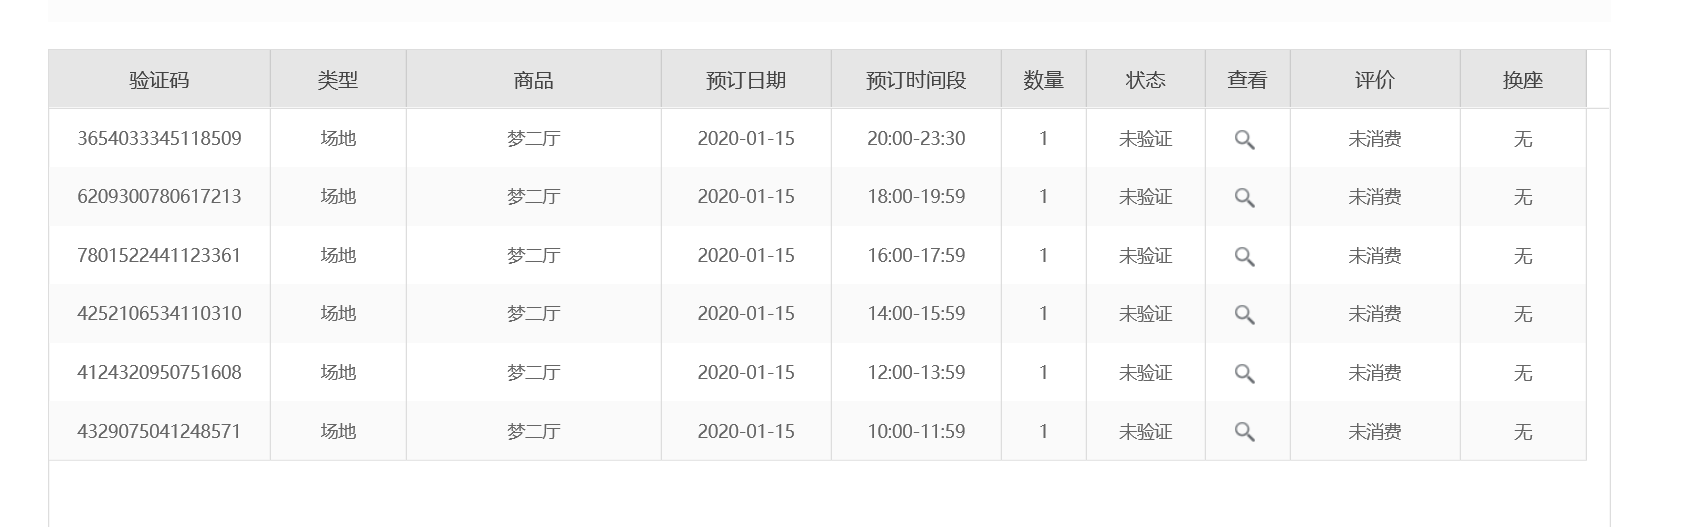 验证码 类型 商品 预订日期 预订时间段 数量 状态 查看 评价 换座
3654033345118509 场地 梦二厅 2020-01-15 20:00-23:30 1 未验证 未消费 无
6209300780617213 场地 梦二厅 2020-01-15 18:00-19:59 1 未验证 未消费 无
7801522441123361 场地 梦二厅 2020-01-15 16:00-17:59 1 未验证 未消费 无
4252106534110310 场地 梦二厅 2020-01-15 14:00-15:59 1 未验证 未消费 无
4124320950751608 场地 梦二厅 2020-01-15 12:00-13:59 1 未验证 未消费 无
4329075041248571 场地 梦二厅 2020-01-15 10:00-11:59 1 未验证 未消费 无